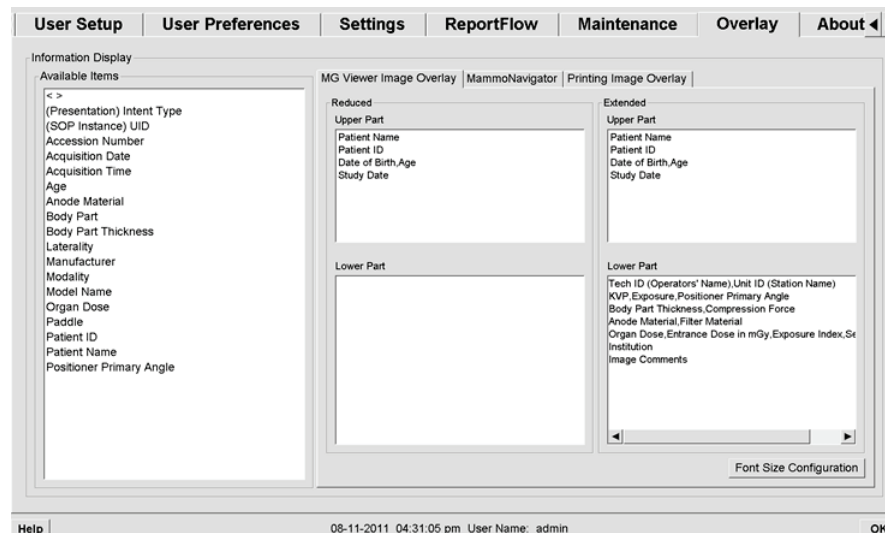 User Setup User Preferences Settings ReportFlow Maintenance Overlay About
Information Display
Available Items
< >
(Presentation) Intent Type
(SOP Instance) UID
Accession Number
Acquisition Date
Acquisition Time
Age
Anode Material
Body Part
Body Part Thickness
Laterality
Manufacturer
Modality
Model Name
Organ Dose
Paddle
Patient ID
Patient Name
Positioner Primary Angle
MG Viewer Image Overlay MammoNavigator Printing Image Overlay
Reduced
Upper Part
Patient Name
Patient ID
Date of Birth,Age
Study Date
Lower Part
Extended
Upper Part
Patient Name
Patient ID
Date of Birth,Age
Study Date
Lower Part
Tech ID (Operators' Name),Unit ID (Station Name)
KVP,Exposure,Positioner Primary Angle
Body Part Thickness,Compression Force
Anode Material,Filter Material
Organ Dose,Entrance Dose in mGy,Exposure Index,Se
Institution
Image Comments
Font Size Configuration
Help 08-11-2011 04:31:05 pm User Name: admin OK